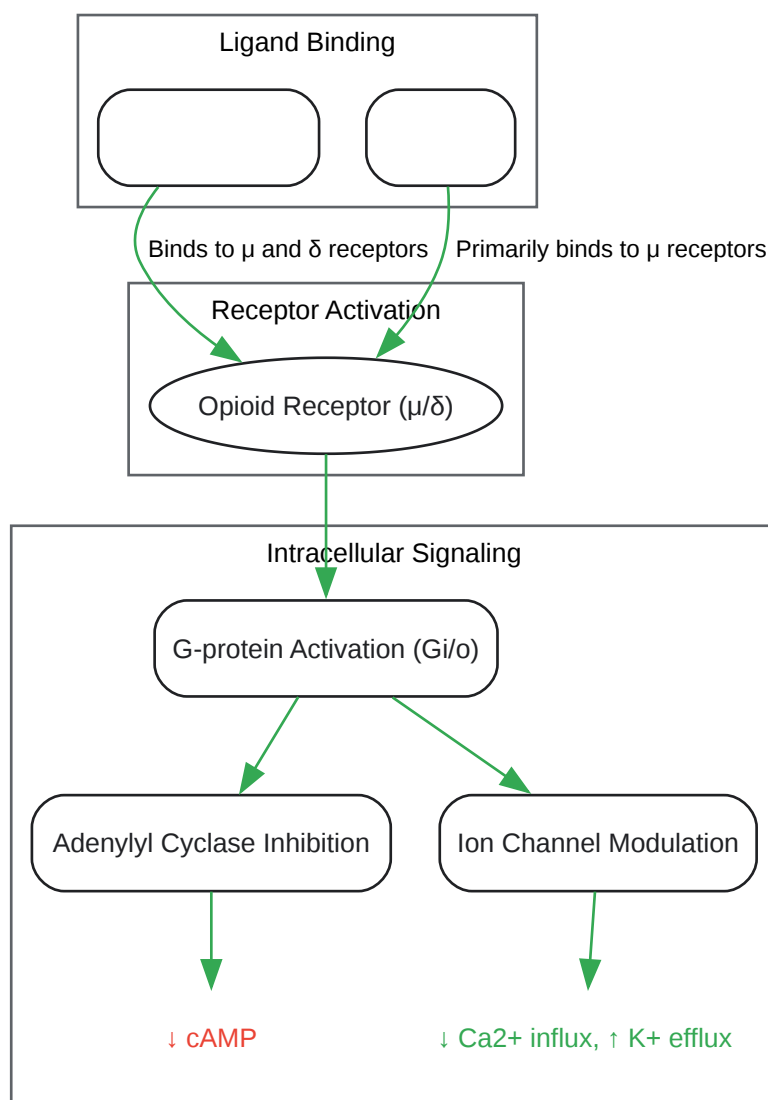 Ligand Binding
Binds to μ and δ receptors
Primarily binds to μ receptors
Receptor Activation
Opioid Receptor (μ/δ)
Intracellular Signaling
G-protein Activation (Gi/o)
Adenylyl Cyclase Inhibition
Ion Channel Modulation
↓ cAMP
↓ Ca2+ influx, ↑ K+ efflux